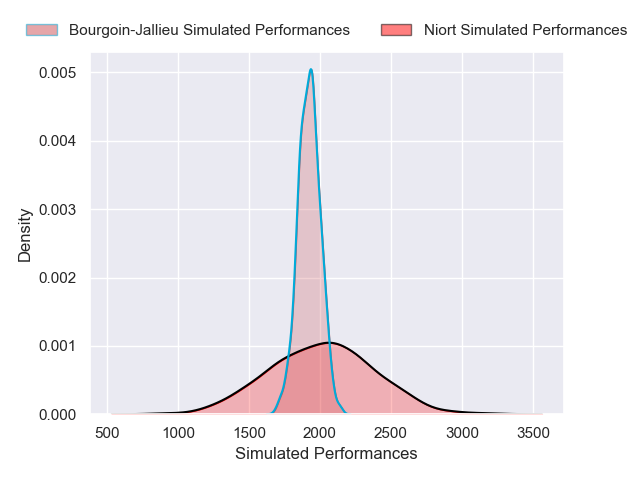 Bourgoin-Jallieu Simulated Performances Niort Simulated Performances
0.005
0.004
0.003
0.002
0.001
0.000
Density
500 1000 1500 2000 2500 3000 3500
Simulated Performances